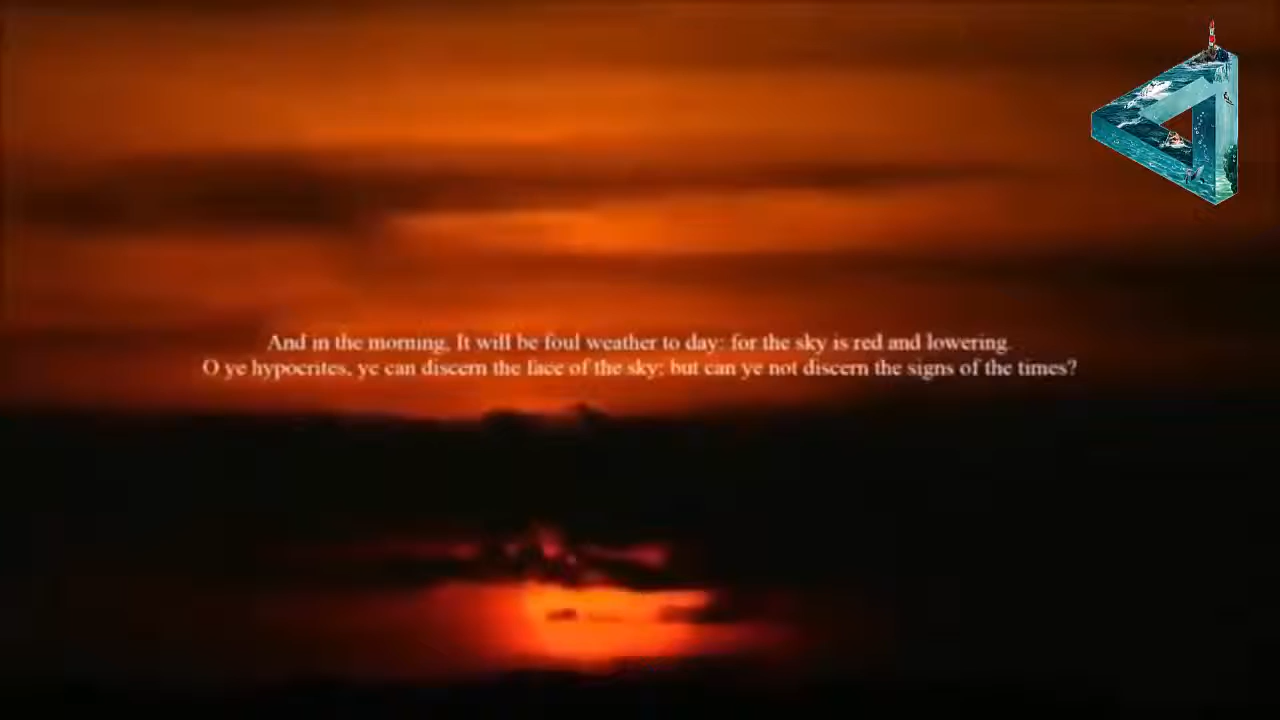 And in the morning, It will be foul weather to day: for the sky is red and lowering.
O ye hypocrites, ye can discern the face of the sky; but can ye not discern the signs of the times?